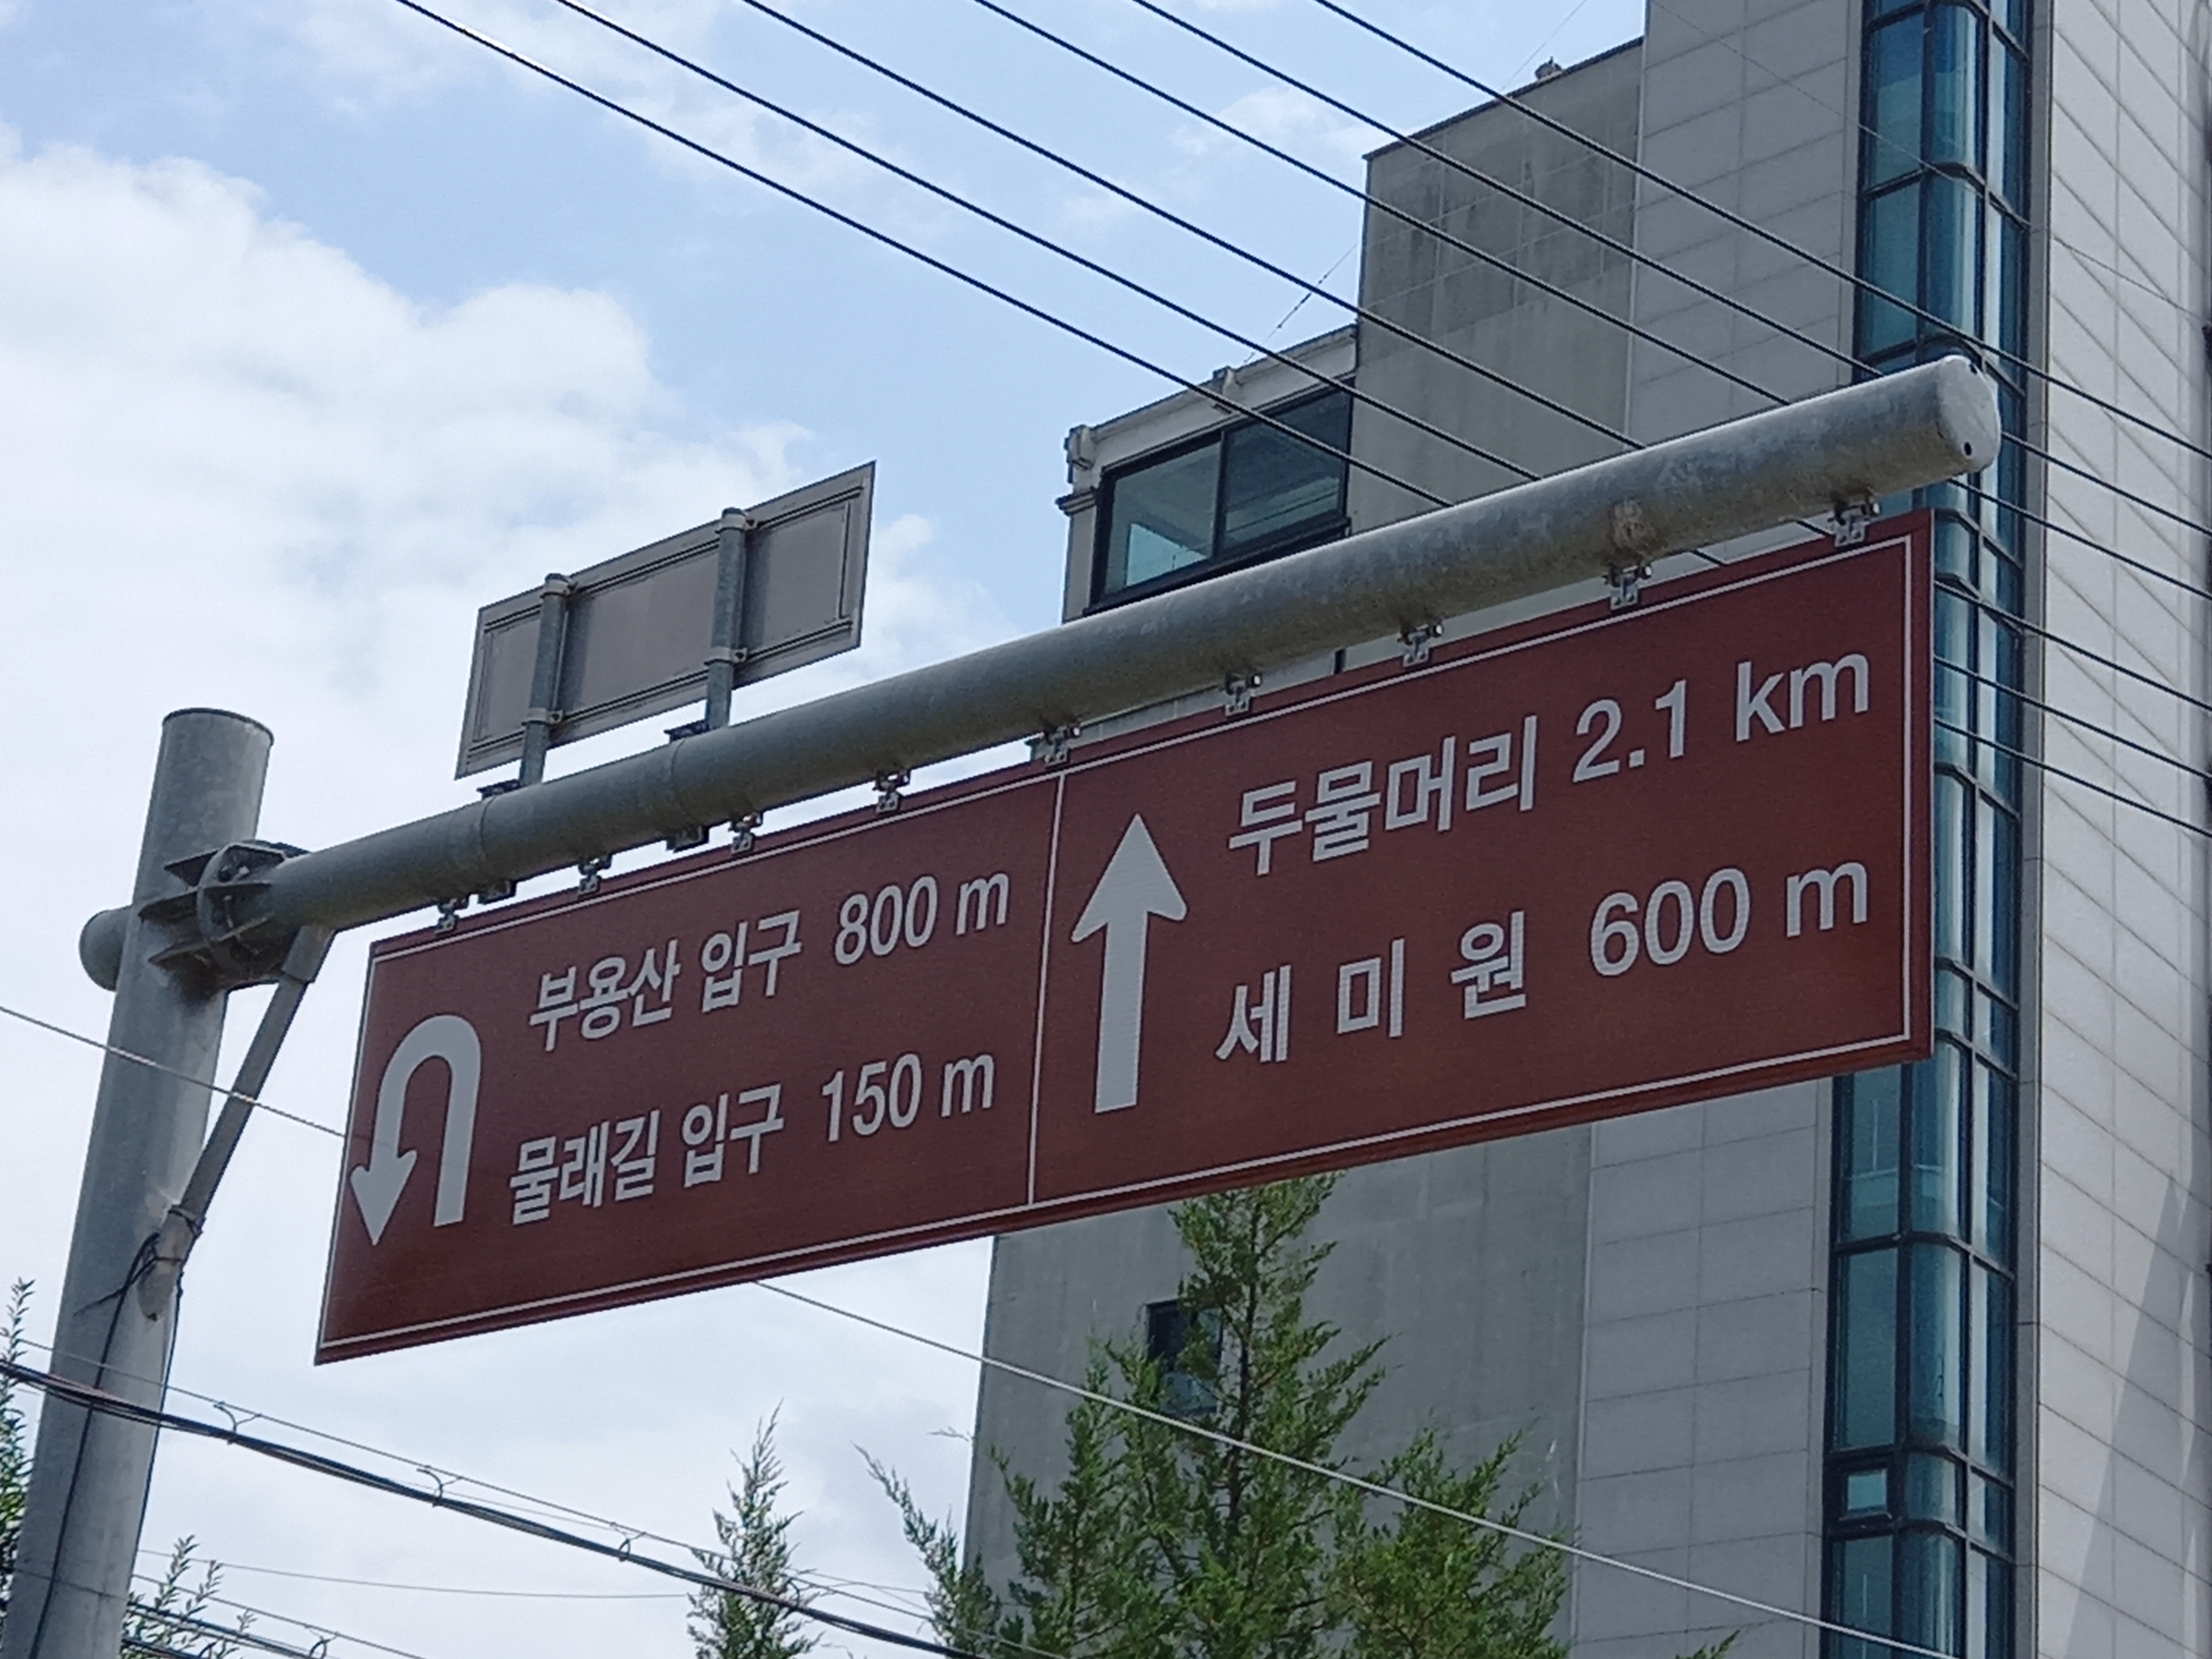 부용산 입구 800 m
물래길 입구 150 m
두물머리 2.1 km
세 미 원 600 m